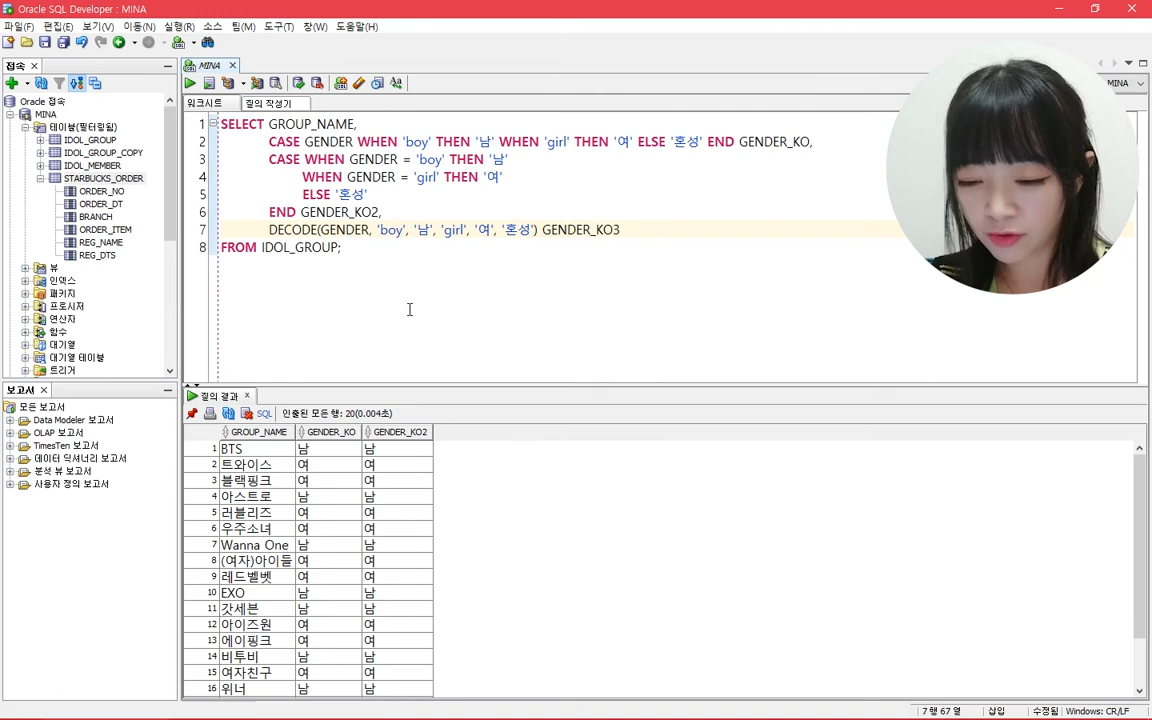 Oracle SQL Developer : MINA
파일(F) 편집(E) 보기(V) 이동(N) 실행(R) 소스 팀(M) 도구(T) 창(W) 도움말(H)
접속
Oracle 접속
MINA
테이블(필터링됨)
IDOL_GROUP
IDOL_GROUP_COPY
IDOL_MEMBER
STARBUCKS_ORDER
ORDER_NO
ORDER_DT
BRANCH
ORDER_ITEM
REG_NAME
REG_DTS
뷰
인덱스
패키지
프로시저
연산자
함수
대기열
대기열 테이블
트리거
보고서
모든 보고서
Data Modeler 보고서
OLAP 보고서
TimesTen 보고서
데이터 딕셔너리 보고서
분석 뷰 보고서
사용자 정의 보고서
MINA
MINA
워크시트 질의 작성기
1 SELECT GROUP_NAME,
2 CASE GENDER WHEN 'boy' THEN '남' WHEN 'girl' THEN '여' ELSE '혼성' END GENDER_KO,
3 CASE WHEN GENDER = 'boy' THEN '남'
4 WHEN GENDER = 'girl' THEN '여'
5 ELSE '혼성'
6 END GENDER_KO2,
7 DECODE(GENDER, 'boy', '남', 'girl', '여', '혼성') GENDER_KO3
8 FROM IDOL_GROUP;
질의 결과
SQL 인출된 모든 행: 20(0.004초)
GROUP_NAME GENDER_KO GENDER_KO2
1 BTS 남 남
2 트와이스 여 여
3 블랙핑크 여 여
4 아스트로 남 남
5 러블리즈 여 여
6 우주소녀 여 여
7 Wanna One 남 남
8 (여자)아이들 여 여
9 레드벨벳 여 여
10 EXO 남 남
11 갓세븐 남 남
12 아이즈원 여 여
13 에이핑크 여 여
14 비투비 남 남
15 여자친구 여 여
16 위너 남 남
7 행 67 열 삽입 수정됨 Windows: CR/LF